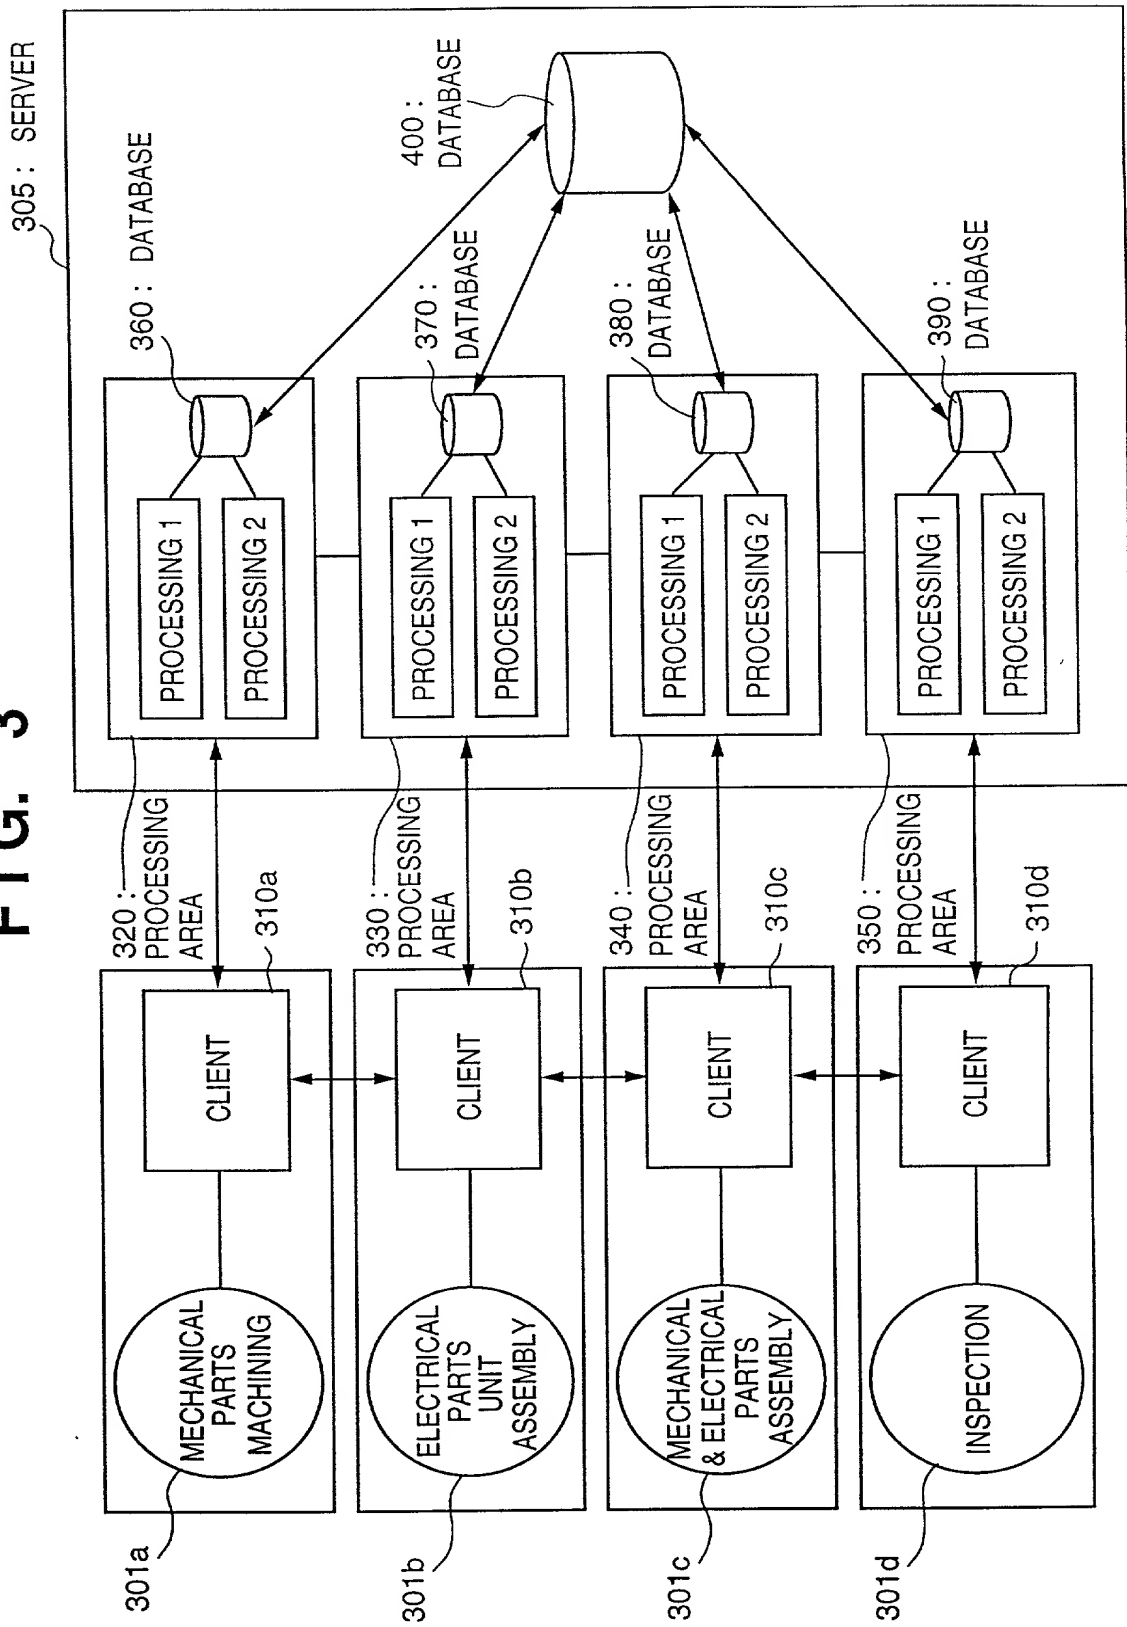 FIG. 3
305 : SERVER
360 : DATABASE
400 :
DATABASE
370 :
DATABASE
380 :
DATABASE
390 :
DATABASE
PROCESSING 1
PROCESSING 2
PROCESSING 1
PROCESSING 2
PROCESSING 1
PROCESSING 2
PROCESSING 1
PROCESSING 2
320 :
PROCESSING
AREA
330 :
PROCESSING
AREA
340 :
PROCESSING
AREA
350 :
PROCESSING
AREA
310a
310b
310c
310d
CLIENT
CLIENT
CLIENT
CLIENT
MECHANICAL
PARTS
MACHINING
ELECTRICAL
PARTS
UNIT
ASSEMBLY
MECHANICAL
& ELECTRICAL
PARTS
ASSEMBLY
INSPECTION
301a
301b
301c
301d